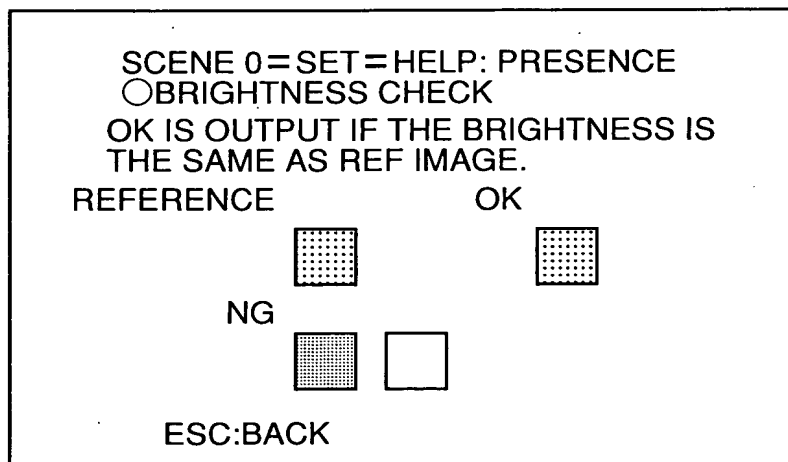 SCENE 0=SET=HELP: PRESENCE
○BRIGHTNESS CHECK
OK IS OUTPUT IF THE BRIGHTNESS IS
THE SAME AS REF IMAGE.
REFERENCE OK
NG
ESC:BACK